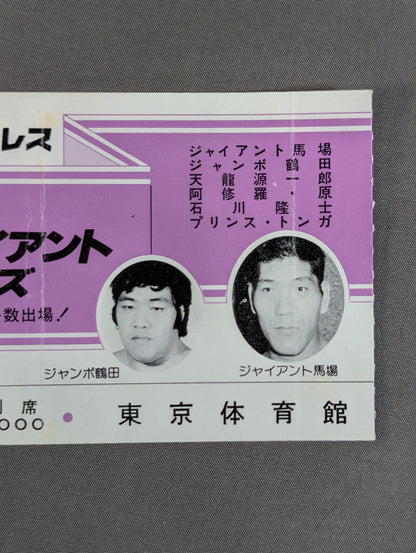 レス
ジャイアント馬場
ジャンボ鶴田
天龍源一郎
阿修羅・原
石川隆士
プリンス・トンガ
イアント
ズ
数出場!
ジャンボ鶴田
ジャイアント馬場
席
000
● 東京体育館